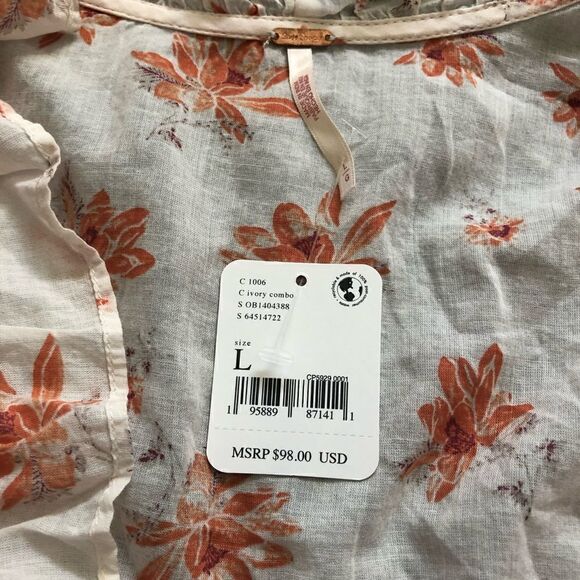 C 1006
C ivory combo
S OB1404388
S 64514722
size
L
CP5929 0001
1 95889 87141 1
MSRP $98.00 USD